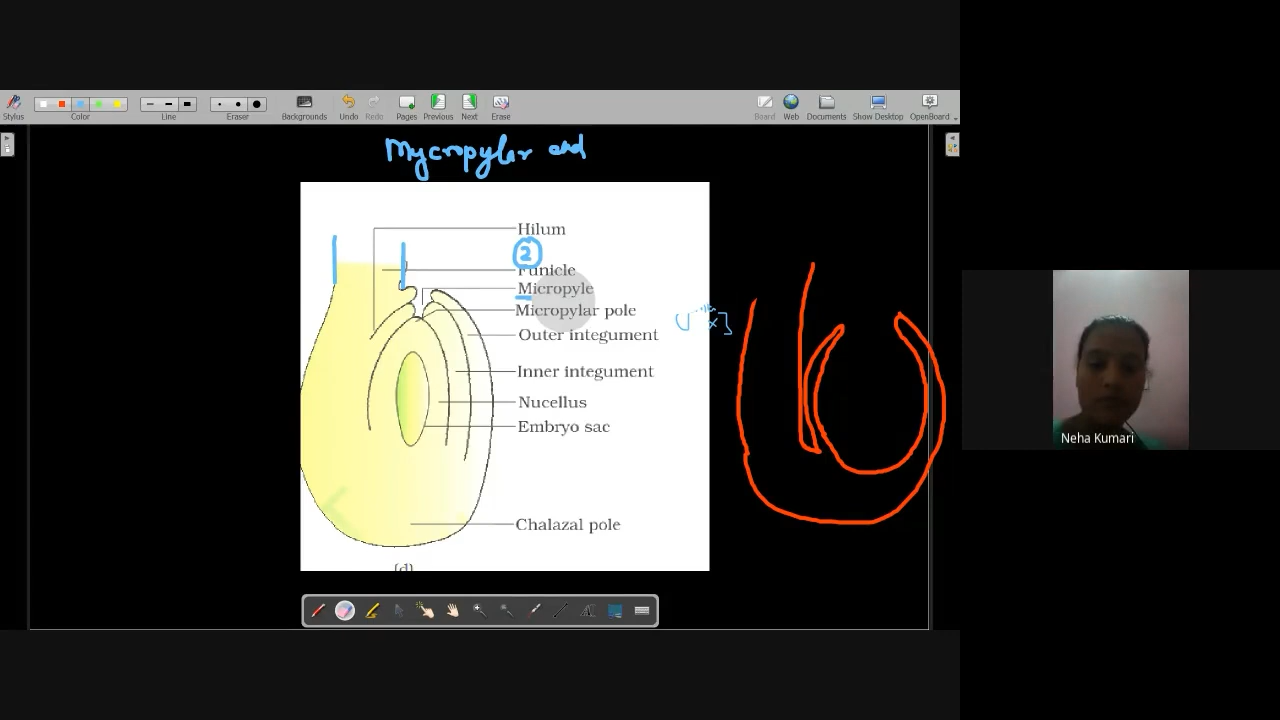 Stylus
Color
Line
Eraser
Backgrounds
Undo
Redo
Pages
Previous
Next
Erase
Board
Web
Documents
Show Desktop
OpenBoard
Mycropylar end
Hilum
2
Funicle
Micropyle
Micropylar pole
Outer integument
Inner integument
Nucellus
Embryo sac
Chalazal pole
(d)
Neha Kumari